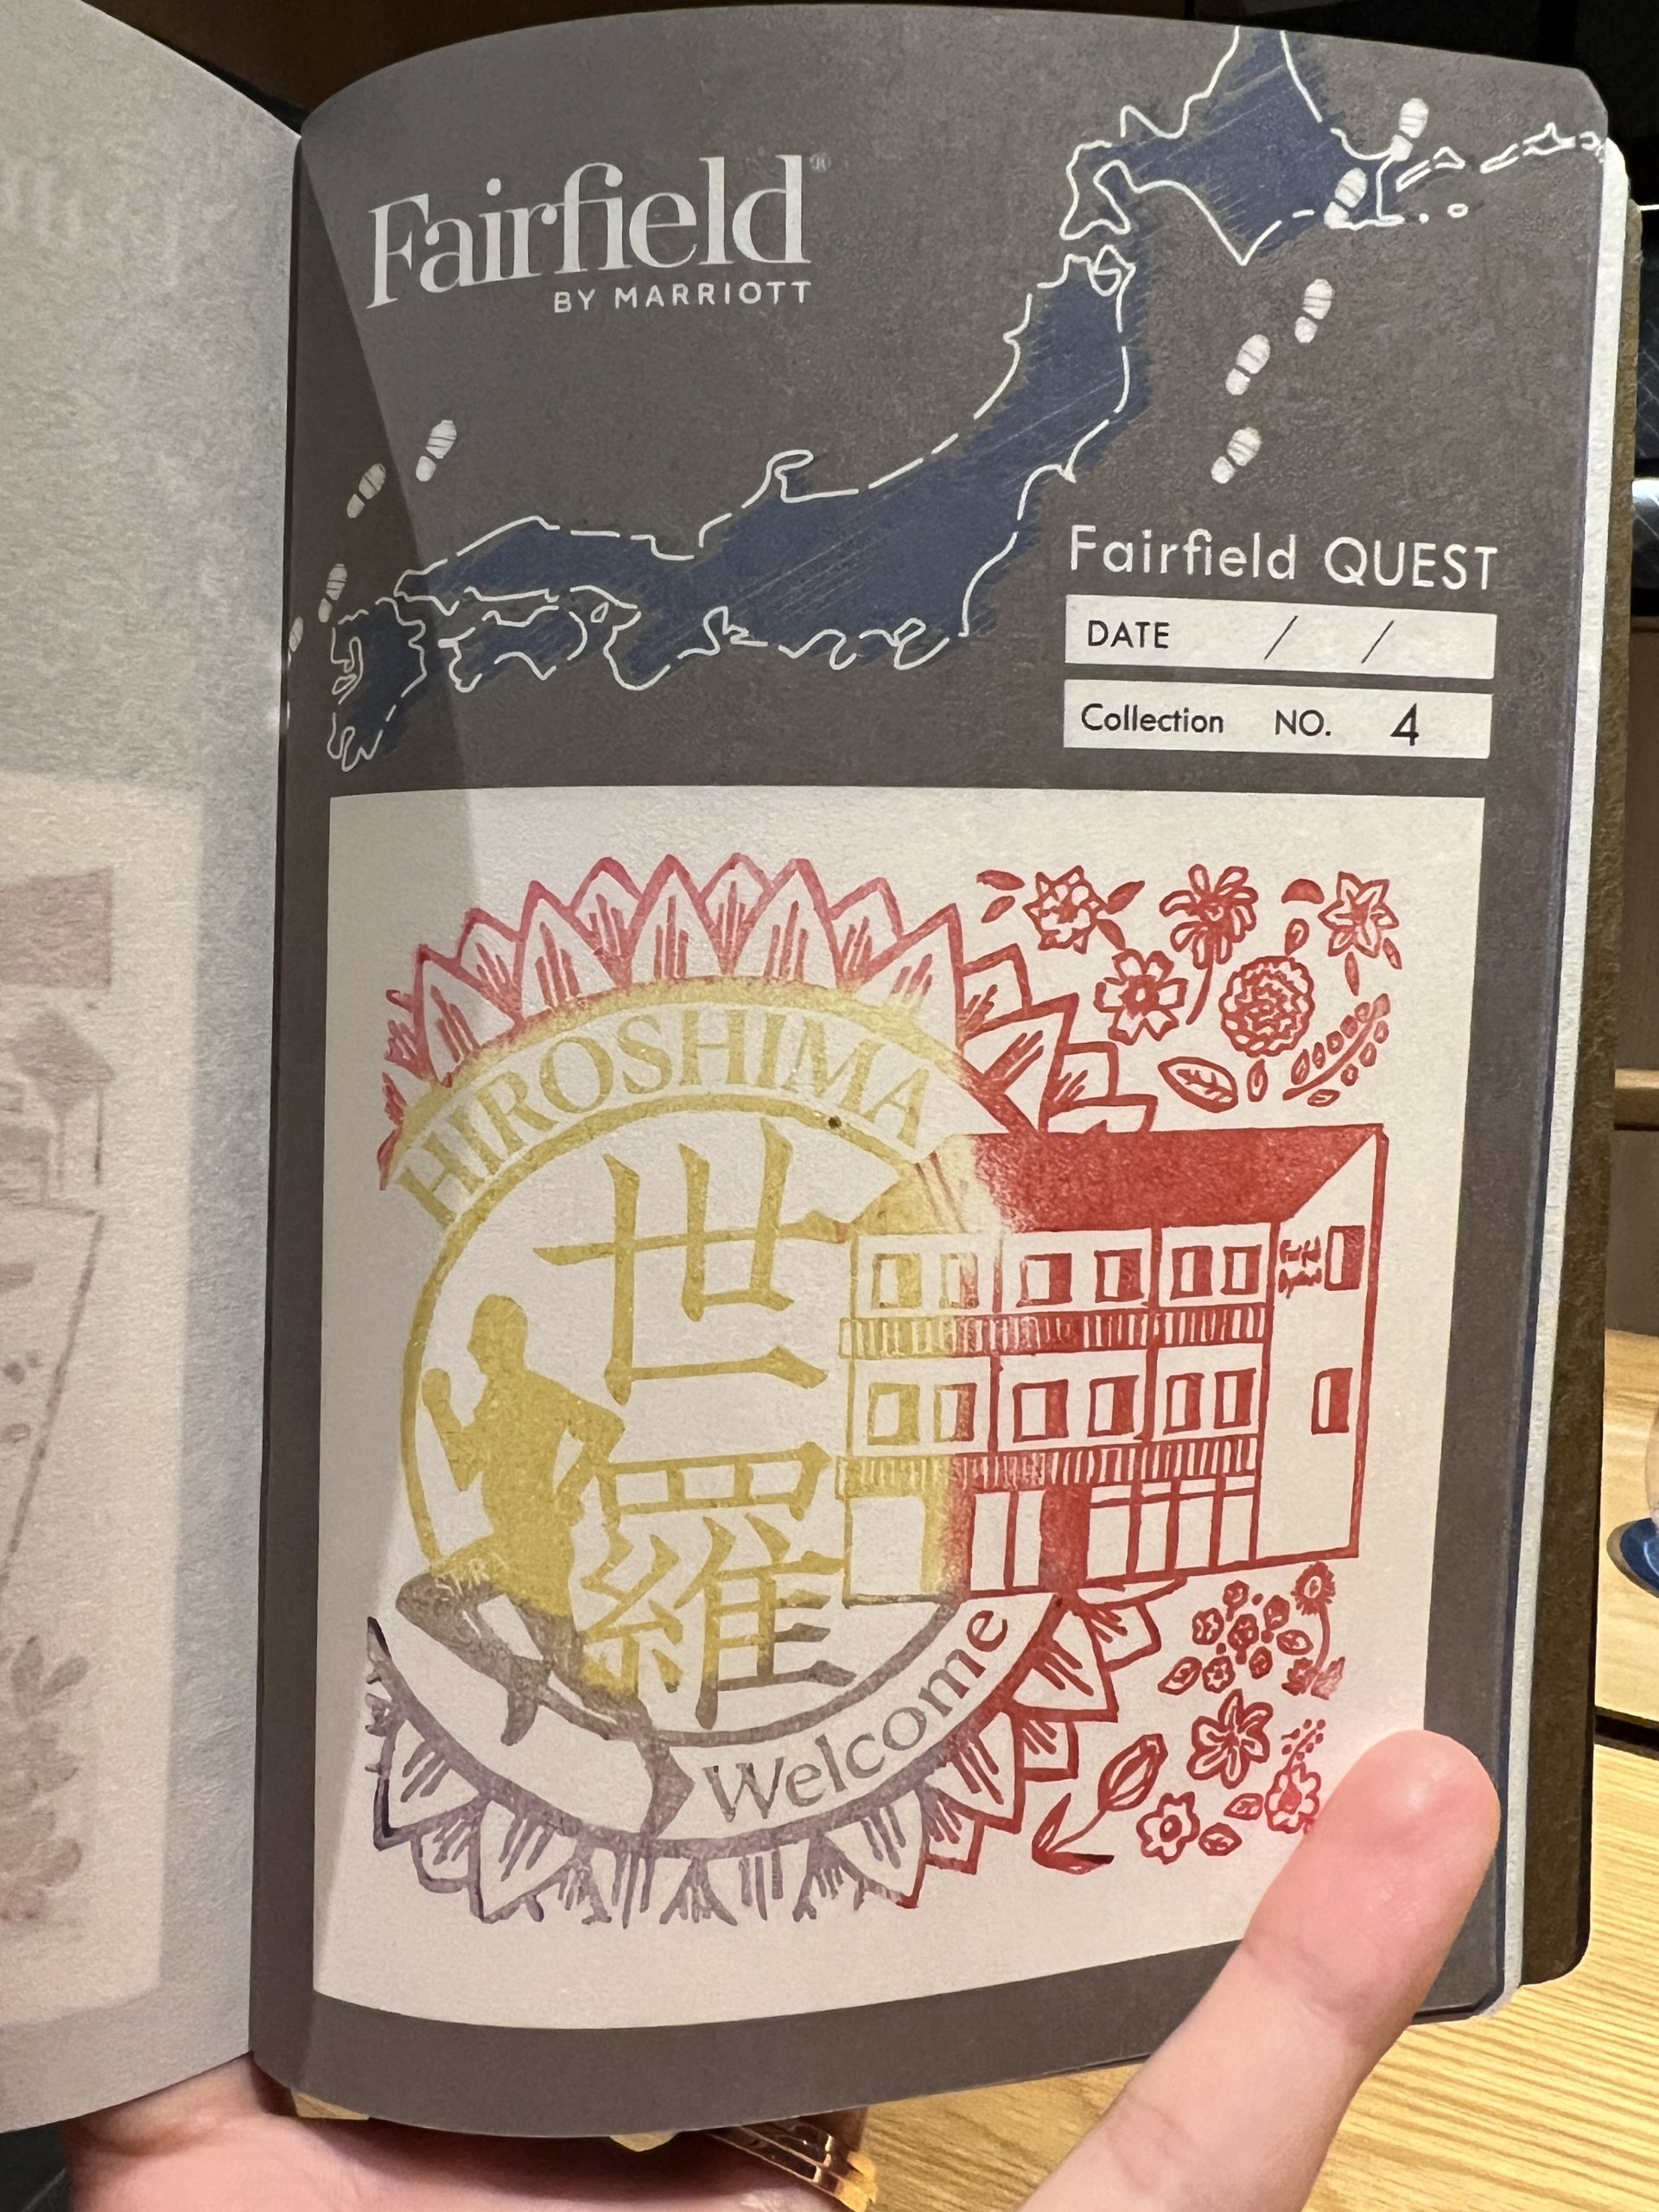 Fairfield®
BY MARRIOTT
Fairfield QUEST
DATE / /
Collection NO. 4
HIROSHIMA
世羅
Welcome